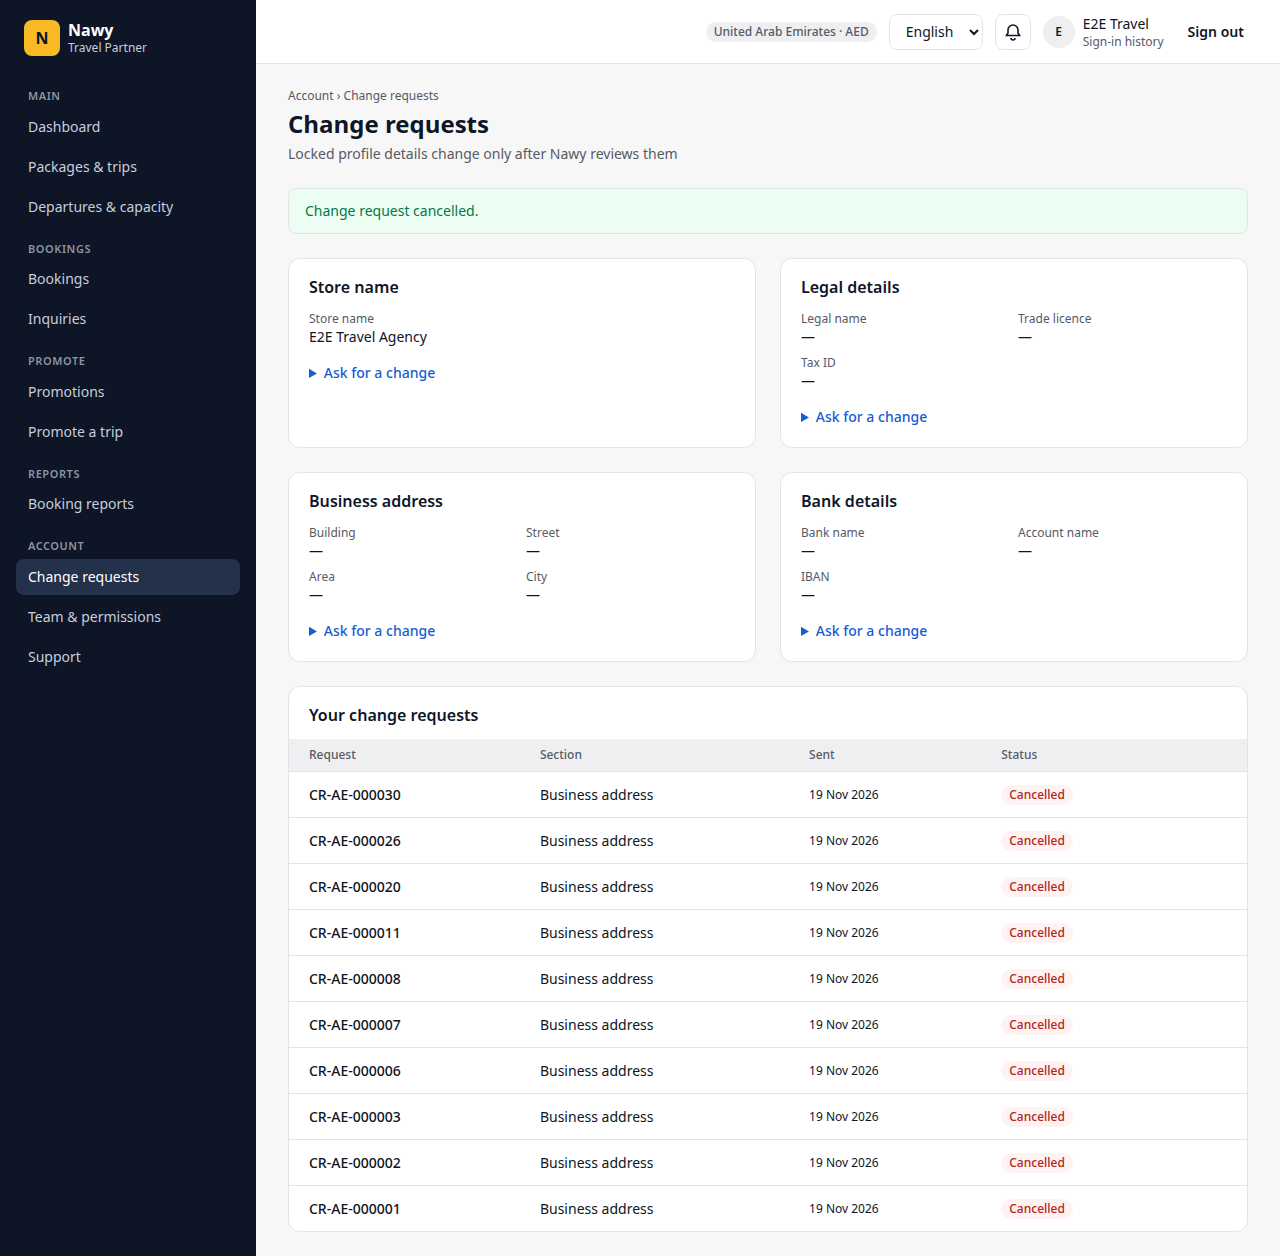 N
Nawy
Travel Partner
MAIN
Dashboard
Packages & trips
Departures & capacity
BOOKINGS
Bookings
Inquiries
PROMOTE
Promotions
Promote a trip
REPORTS
Booking reports
ACCOUNT
Change requests
Team & permissions
Support
United Arab Emirates · AED
English
E
E2E Travel
Sign-in history
Sign out
Account › Change requests
Change requests
Locked profile details change only after Nawy reviews them
Change request cancelled.
Store name
Store name
E2E Travel Agency
Ask for a change
Legal details
Legal name Trade licence
— —
Tax ID
—
Ask for a change
Business address
Building Street
— —
Area City
— —
Ask for a change
Bank details
Bank name Account name
— —
IBAN
—
Ask for a change
Your change requests
Request Section Sent Status
CR-AE-000030 Business address 19 Nov 2026 Cancelled
CR-AE-000026 Business address 19 Nov 2026 Cancelled
CR-AE-000020 Business address 19 Nov 2026 Cancelled
CR-AE-000011 Business address 19 Nov 2026 Cancelled
CR-AE-000008 Business address 19 Nov 2026 Cancelled
CR-AE-000007 Business address 19 Nov 2026 Cancelled
CR-AE-000006 Business address 19 Nov 2026 Cancelled
CR-AE-000003 Business address 19 Nov 2026 Cancelled
CR-AE-000002 Business address 19 Nov 2026 Cancelled
CR-AE-000001 Business address 19 Nov 2026 Cancelled